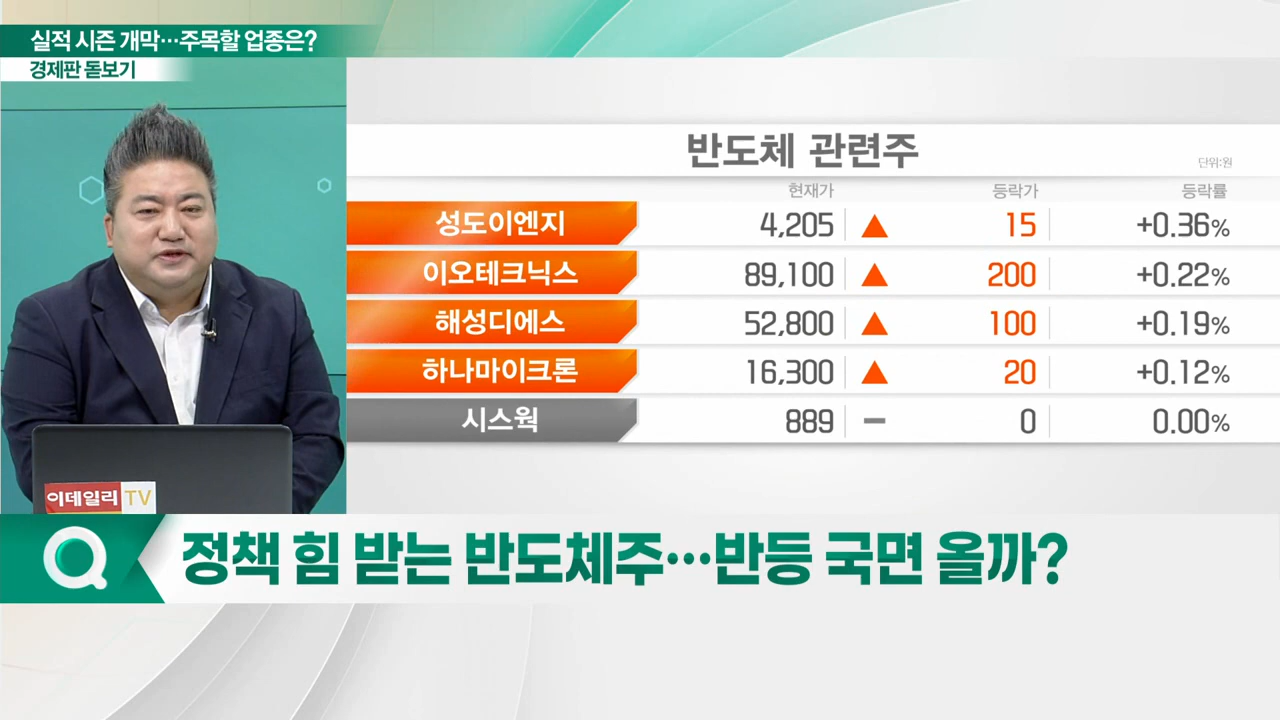 실적 시즌 개막…주목할 업종은?
경제판 돋보기
반도체 관련주
단위:원
현재가 등락가 등락률
성도이엔지 4,205 ▲ 15 +0.36%
이오테크닉스 89,100 ▲ 200 +0.22%
해성디에스 52,800 ▲ 100 +0.19%
하나마이크론 16,300 ▲ 20 +0.12%
시스웍 889 - 0 0.00%
이데일리TV
정책 힘 받는 반도체주…반등 국면 올까?